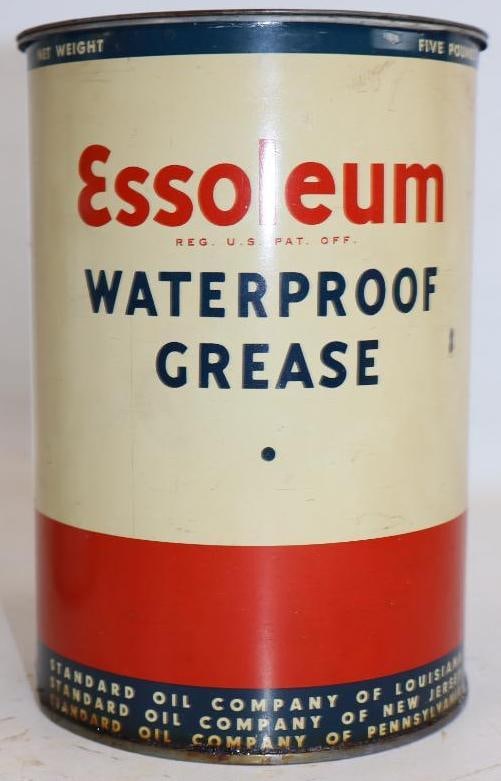 NET WEIGHT FIVE POUNDS
Essoleum
REG. U.S. PAT. OFF.
WATERPROOF
GREASE
STANDARD OIL COMPANY OF LOUISIANA
STANDARD OIL COMPANY OF NEW JERSEY
STANDARD OIL COMPANY OF PENNSYLVANIA